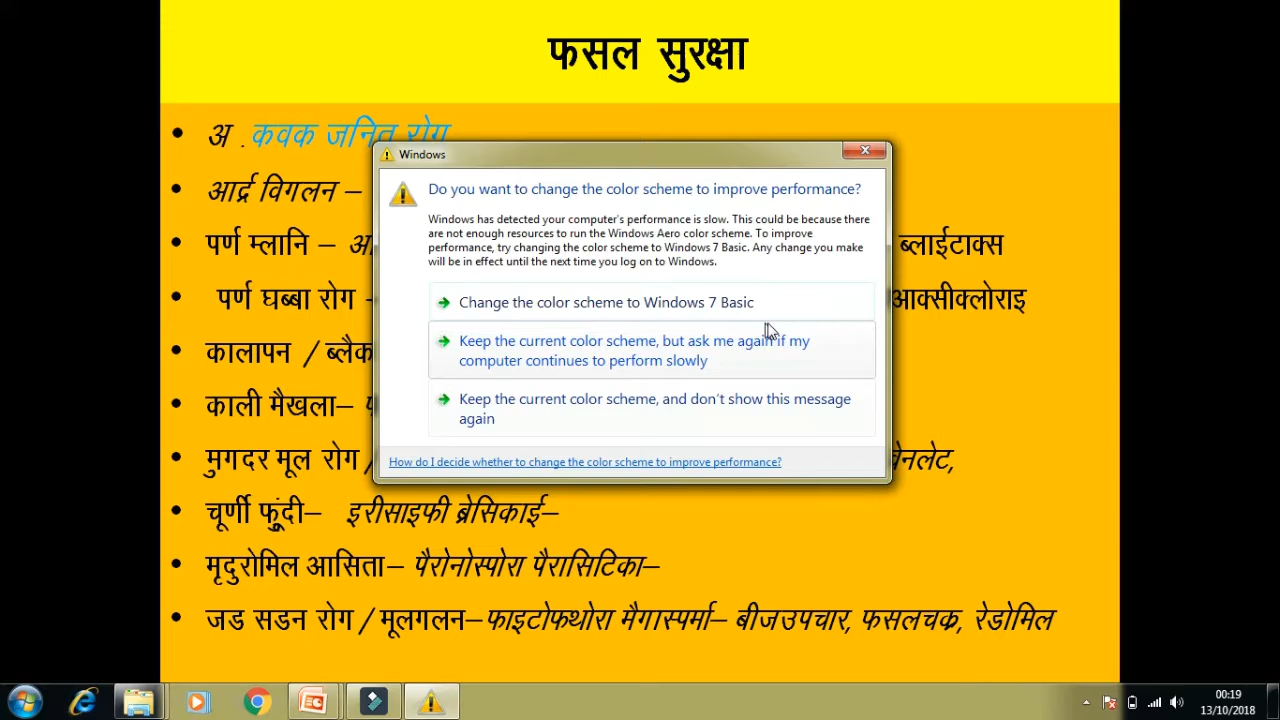 फसल सुरक्षा
• अ . कवक जनित रोग
Windows
• आर्द्र विगलन –
Do you want to change the color scheme to improve performance?
Windows has detected your computer's performance is slow. This could be because there
are not enough resources to run the Windows Aero color scheme. To improve
performance, try changing the color scheme to Windows 7 Basic. Any change you make
will be in effect until the next time you log on to Windows.
• पर्ण म्लानि – ब्लाईटाक्स
• पर्ण घब्बा रोग - आक्सीक्लोराइ
Change the color scheme to Windows 7 Basic
Keep the current color scheme, but ask me again if my
computer continues to perform slowly
• कालापन / ब्लैक
Keep the current color scheme, and don't show this message
again
• काली मैखला–
How do I decide whether to change the color scheme to improve performance?
• मुगदर मूल रोग /
• चूर्णी फुूंदी– इरीसाइफी ब्रेसिकाई–
• मृदुरोमिल आसिता– पैरोनोस्पोरा पैरासिटिका–
• जड सडन रोग / मूलगलन–फाइटोफथोरा मैगास्पर्मा– बीजउपचार, फसलचक्र, रेडोमिल
00:19
13/10/2018